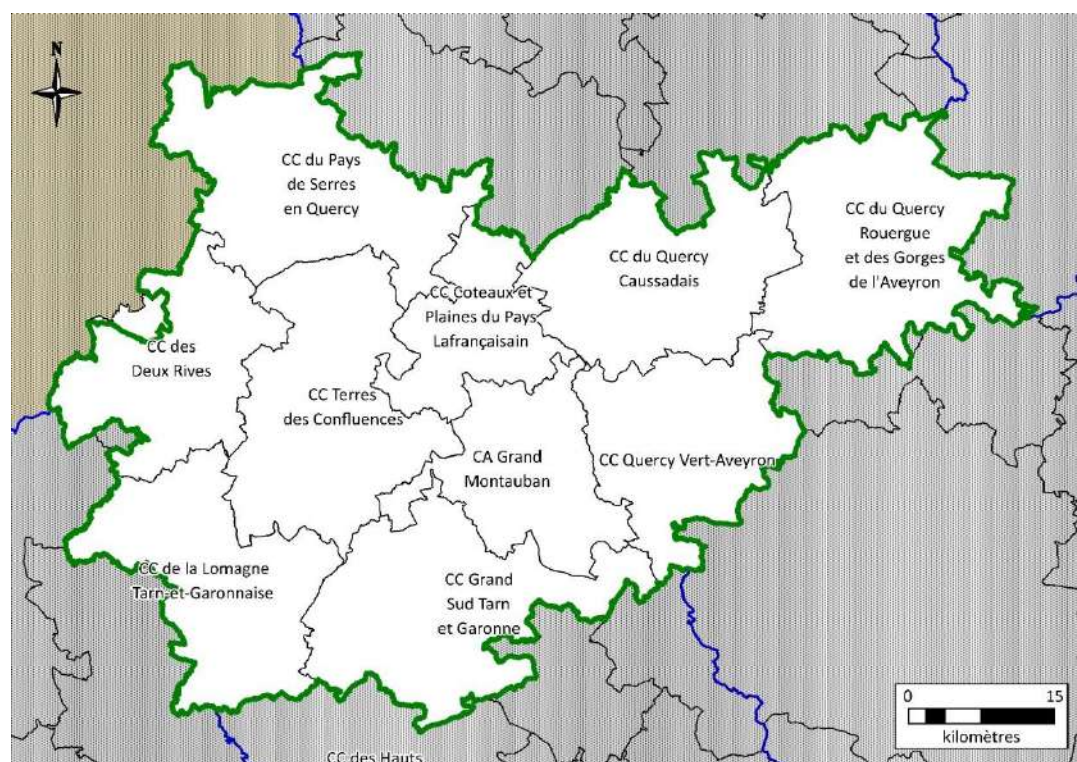 N
CC du Pays
de Serres
en Quercy
CC du Quercy
Rouergue
et des Gorges
de l'Aveyron
CC du Quercy
Caussadais
CC Coteaux et
Plaines du Pays
Lafrançaisain
CC des
Deux Rives
CC Terres
des Confluences
CA Grand
Montauban
CC Quercy Vert-Aveyron
CC de la Lomagne
Tarn-et-Garonnaise
CC Grand
Sud Tarn
et Garonne
0 15
kilomètres
CC des Hauts